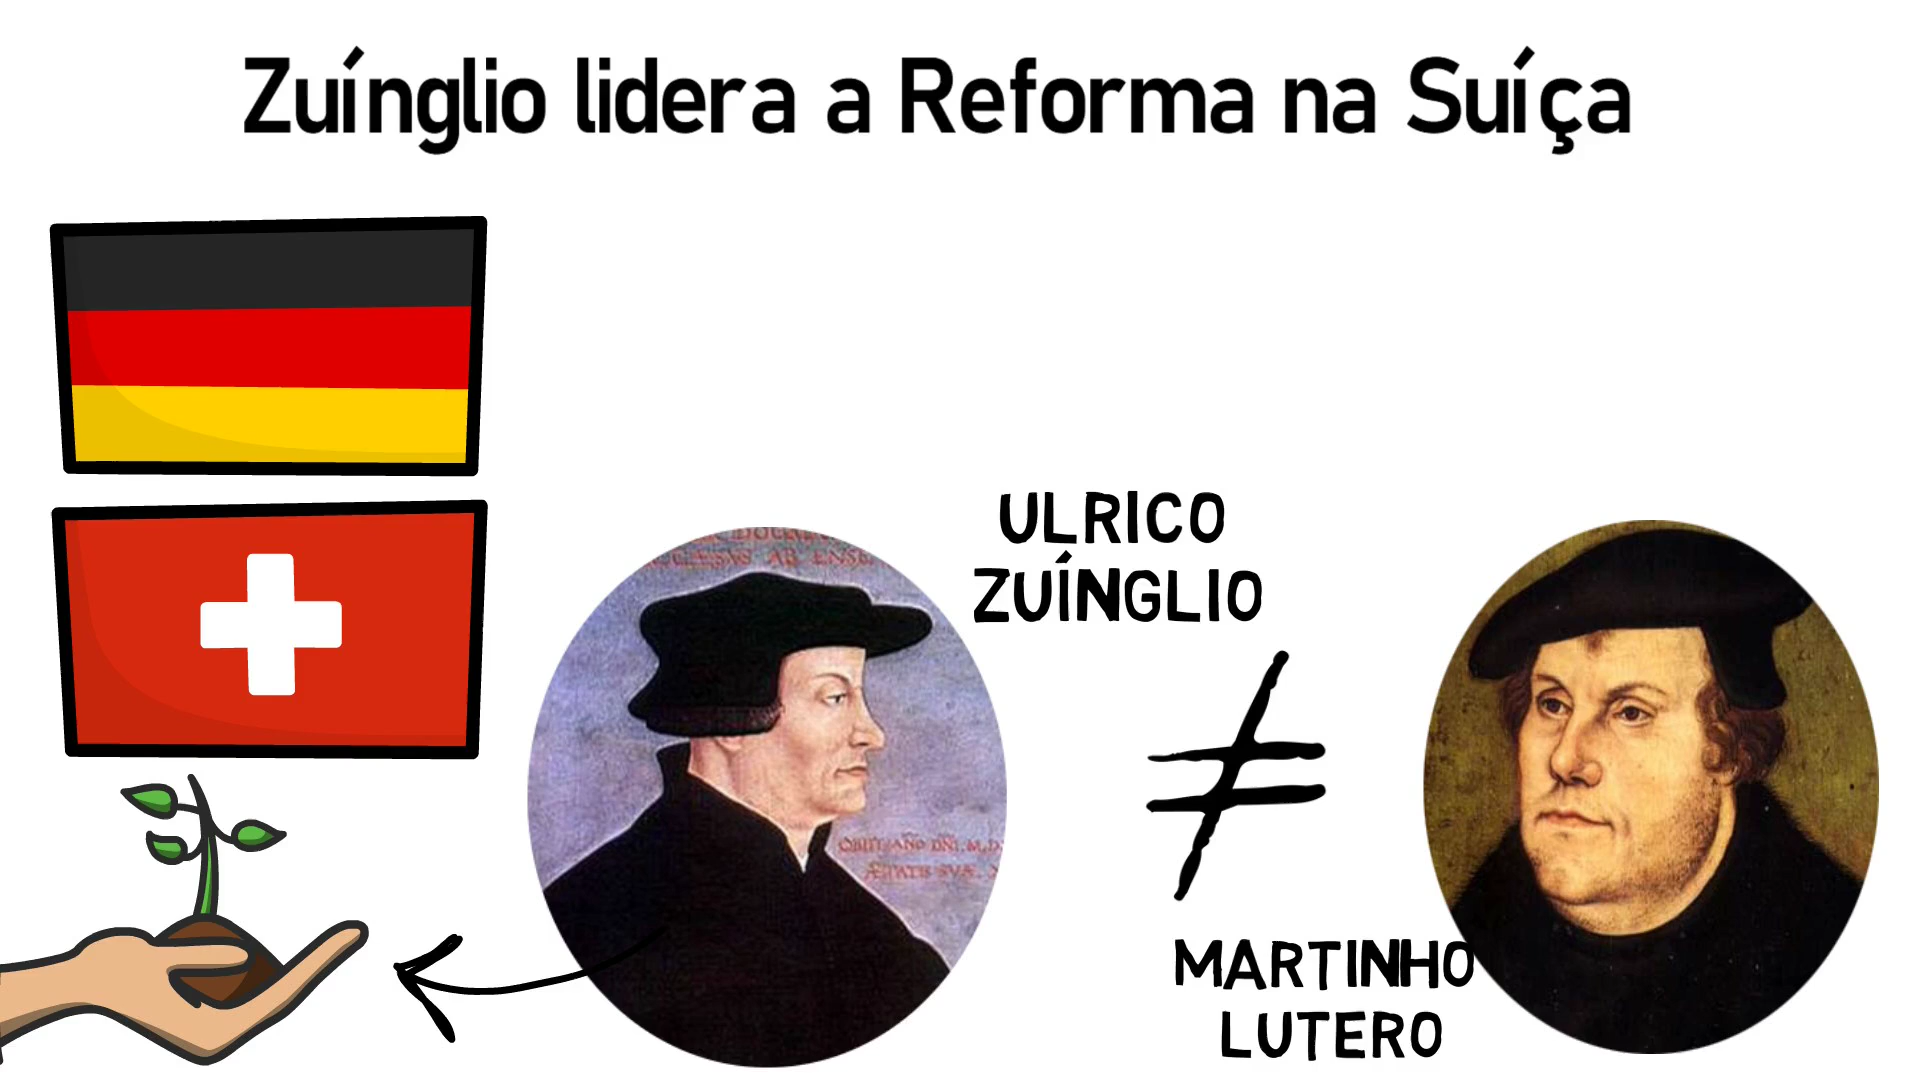 Zuínglio lidera a Reforma na Suíça
ULRICO
ZUÍNGLIO
MARTINHO
LUTERO